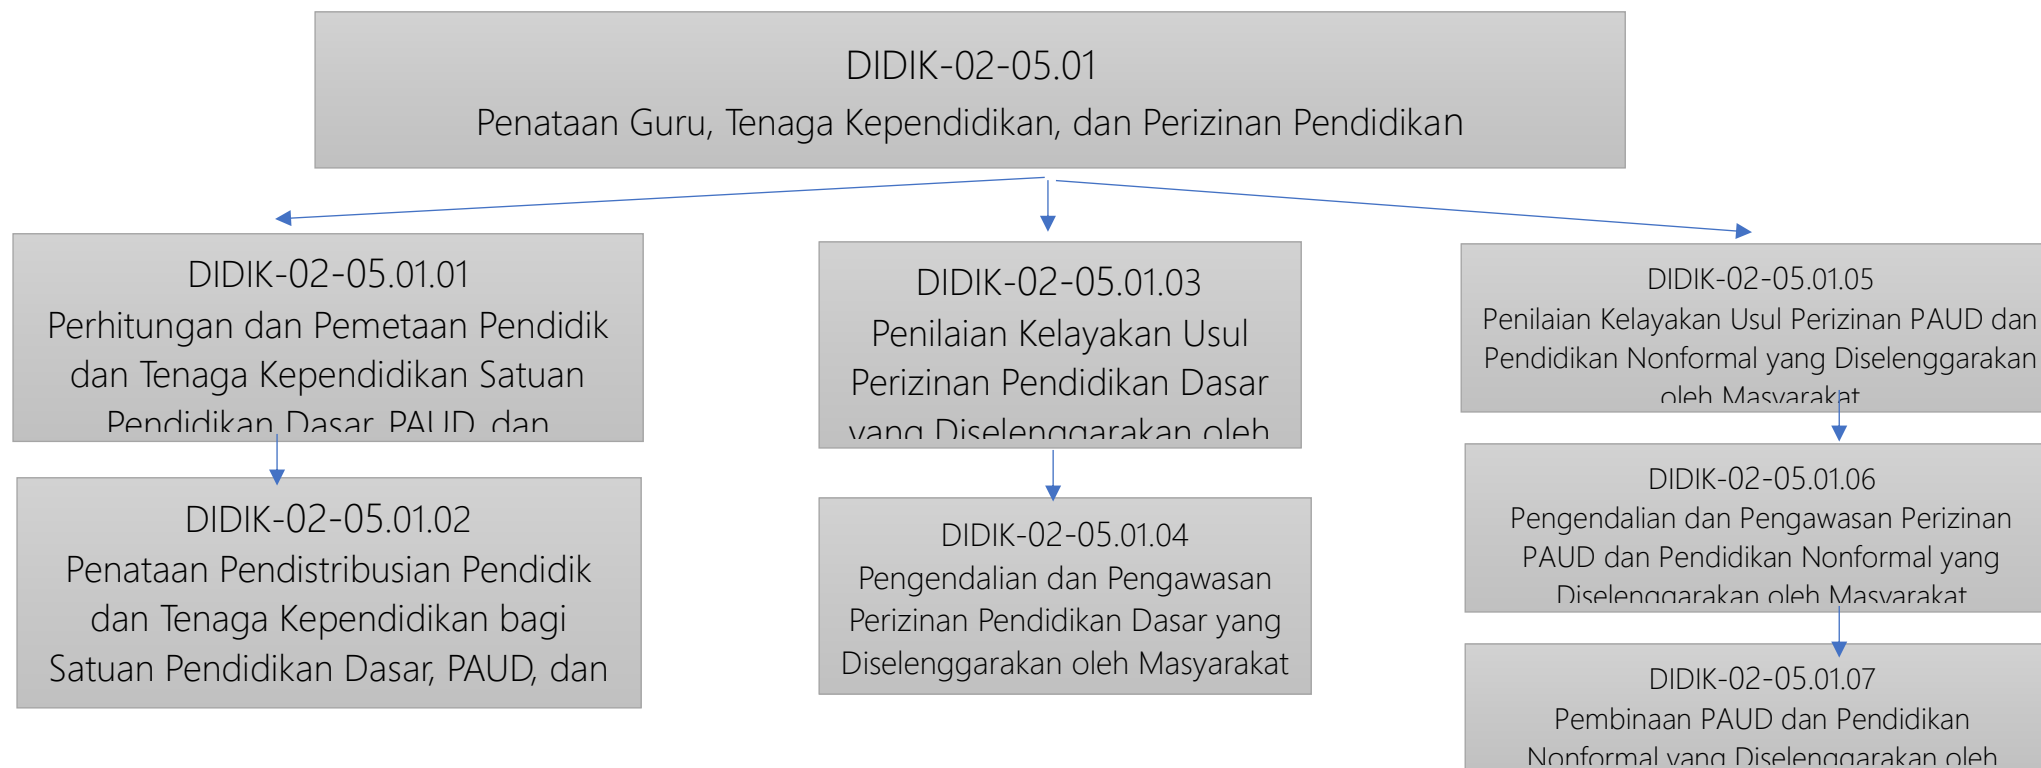 DIDIK-02-05.01
Penataan Guru, Tenaga Kependidikan, dan Perizinan Pendidikan
DIDIK-02-05.01.01
Perhitungan dan Pemetaan Pendidik
dan Tenaga Kependidikan Satuan
Pendidikan Dasar, PAUD, dan
DIDIK-02-05.01.02
Penataan Pendistribusian Pendidik
dan Tenaga Kependidikan bagi
Satuan Pendidikan Dasar, PAUD, dan
DIDIK-02-05.01.03
Penilaian Kelayakan Usul
Perizinan Pendidikan Dasar
yang Diselenggarakan oleh
DIDIK-02-05.01.04
Pengendalian dan Pengawasan
Perizinan Pendidikan Dasar yang
Diselenggarakan oleh Masyarakat
DIDIK-02-05.01.05
Penilaian Kelayakan Usul Perizinan PAUD dan
Pendidikan Nonformal yang Diselenggarakan
oleh Masyarakat
DIDIK-02-05.01.06
Pengendalian dan Pengawasan Perizinan
PAUD dan Pendidikan Nonformal yang
Diselenggarakan oleh Masyarakat
DIDIK-02-05.01.07
Pembinaan PAUD dan Pendidikan
Nonformal yang Diselenggarakan oleh